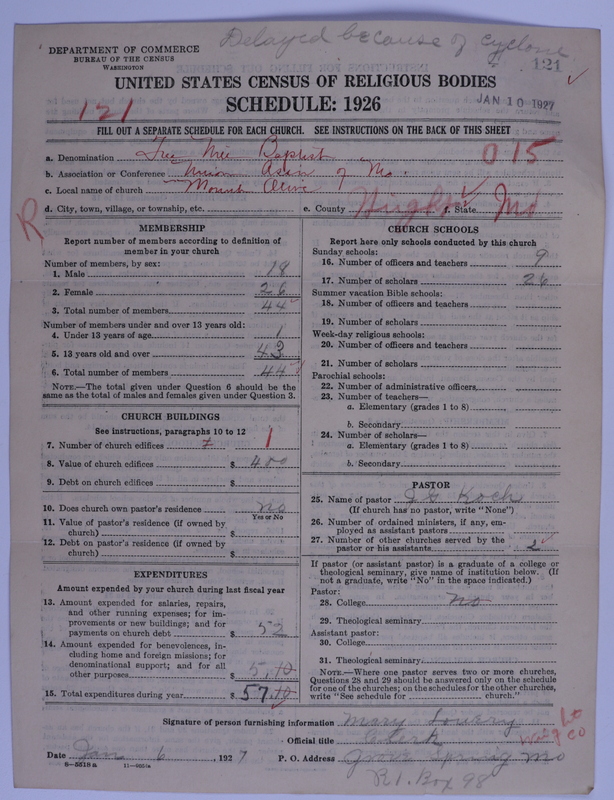 Delayed because of cyclone
DEPARTMENT OF COMMERCE
BUREAU OF THE CENSUS
WASHINGTON
121
UNITED STATES CENSUS OF RELIGIOUS BODIES
SCHEDULE: 1926
121
JAN 10 1927
FILL OUT A SEPARATE SCHEDULE FOR EACH CHURCH. SEE INSTRUCTIONS ON THE BACK OF THIS SHEET
a. Denomination Baptist 015
b. Association or Conference Union Assn of Mo.
c. Local name of church Mount Olive
d. City, town, village, or township, etc. e. County f. State Mo
R
MEMBERSHIP
Report number of members according to definition of member in your church
Number of members, by sex:
1. Male 18
2. Female 26
3. Total number of members 44
Number of members under and over 13 years old:
4. Under 13 years of age 1
5. 13 years old and over 43
6. Total number of members 44
NOTE.—The total given under Question 6 should be the same as the total of males and females given under Question 3.
CHURCH BUILDINGS
See instructions, paragraphs 10 to 12
7. Number of church edifices 1
8. Value of church edifices $ 400
9. Debt on church edifices $
10. Does church own pastor's residence no
Yes or No
11. Value of pastor's residence (if owned by church) $
12. Debt on pastor's residence (if owned by church) $
EXPENDITURES
Amount expended by your church during last fiscal year
13. Amount expended for salaries, repairs, and other running expenses; for improvements or new buildings; and for payments on church debt $ 52
14. Amount expended for benevolences, including home and foreign missions; for denominational support; and for all other purposes $ 5.10
15. Total expenditures during year $ 57.10
CHURCH SCHOOLS
Report here only schools conducted by this church
Sunday schools:
16. Number of officers and teachers 9
17. Number of scholars 26
Summer vacation Bible schools:
18. Number of officers and teachers
19. Number of scholars
Week-day religious schools:
20. Number of officers and teachers
21. Number of scholars
Parochial schools:
22. Number of administrative officers
23. Number of teachers—
a. Elementary (grades 1 to 8)
b. Secondary
24. Number of scholars—
a. Elementary (grades 1 to 8)
b. Secondary
PASTOR
25. Name of pastor Koch
(If church has no pastor, write "None")
26. Number of ordained ministers, if any, employed as assistant pastors
27. Number of other churches served by the pastor or his assistants 2
If pastor (or assistant pastor) is a graduate of a college or theological seminary, give name of institution below. (If not a graduate, write "No" in the space indicated.)
Pastor:
28. College no
29. Theological seminary
Assistant pastor:
30. College
31. Theological seminary
NOTE.—Where one pastor serves two or more churches, Questions 28 and 29 should be answered only on the schedule for one of the churches; on the schedules for the other churches, write "See schedule for church."
Signature of person furnishing information Mary Lowery
Official title Clerk
Date Jan 6, 1927 P. O. Address Spring Mo
R1. Box 98
8-5518a 11-9051a